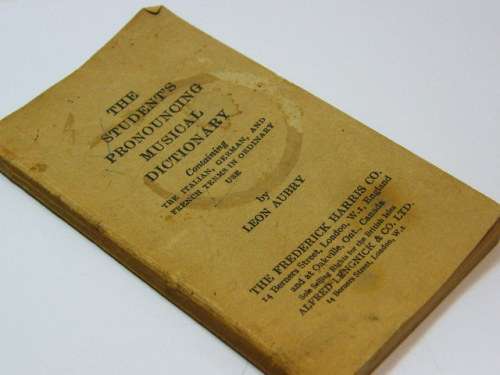 THE
STUDENT'S
PRONOUNCING
MUSICAL
DICTIONARY
Containing
THE ITALIAN, GERMAN, AND
FRENCH TERMS IN ORDINARY
USE
by
LEON AUBRY
THE FREDERICK HARRIS CO.
14 Berners Street, London, W.1, England
and at Oakville, Ont., Canada
Sole Selling Rights for the British Isles
ALFRED LENGNICK & CO. LTD.
14 Berners Street, London, W.1